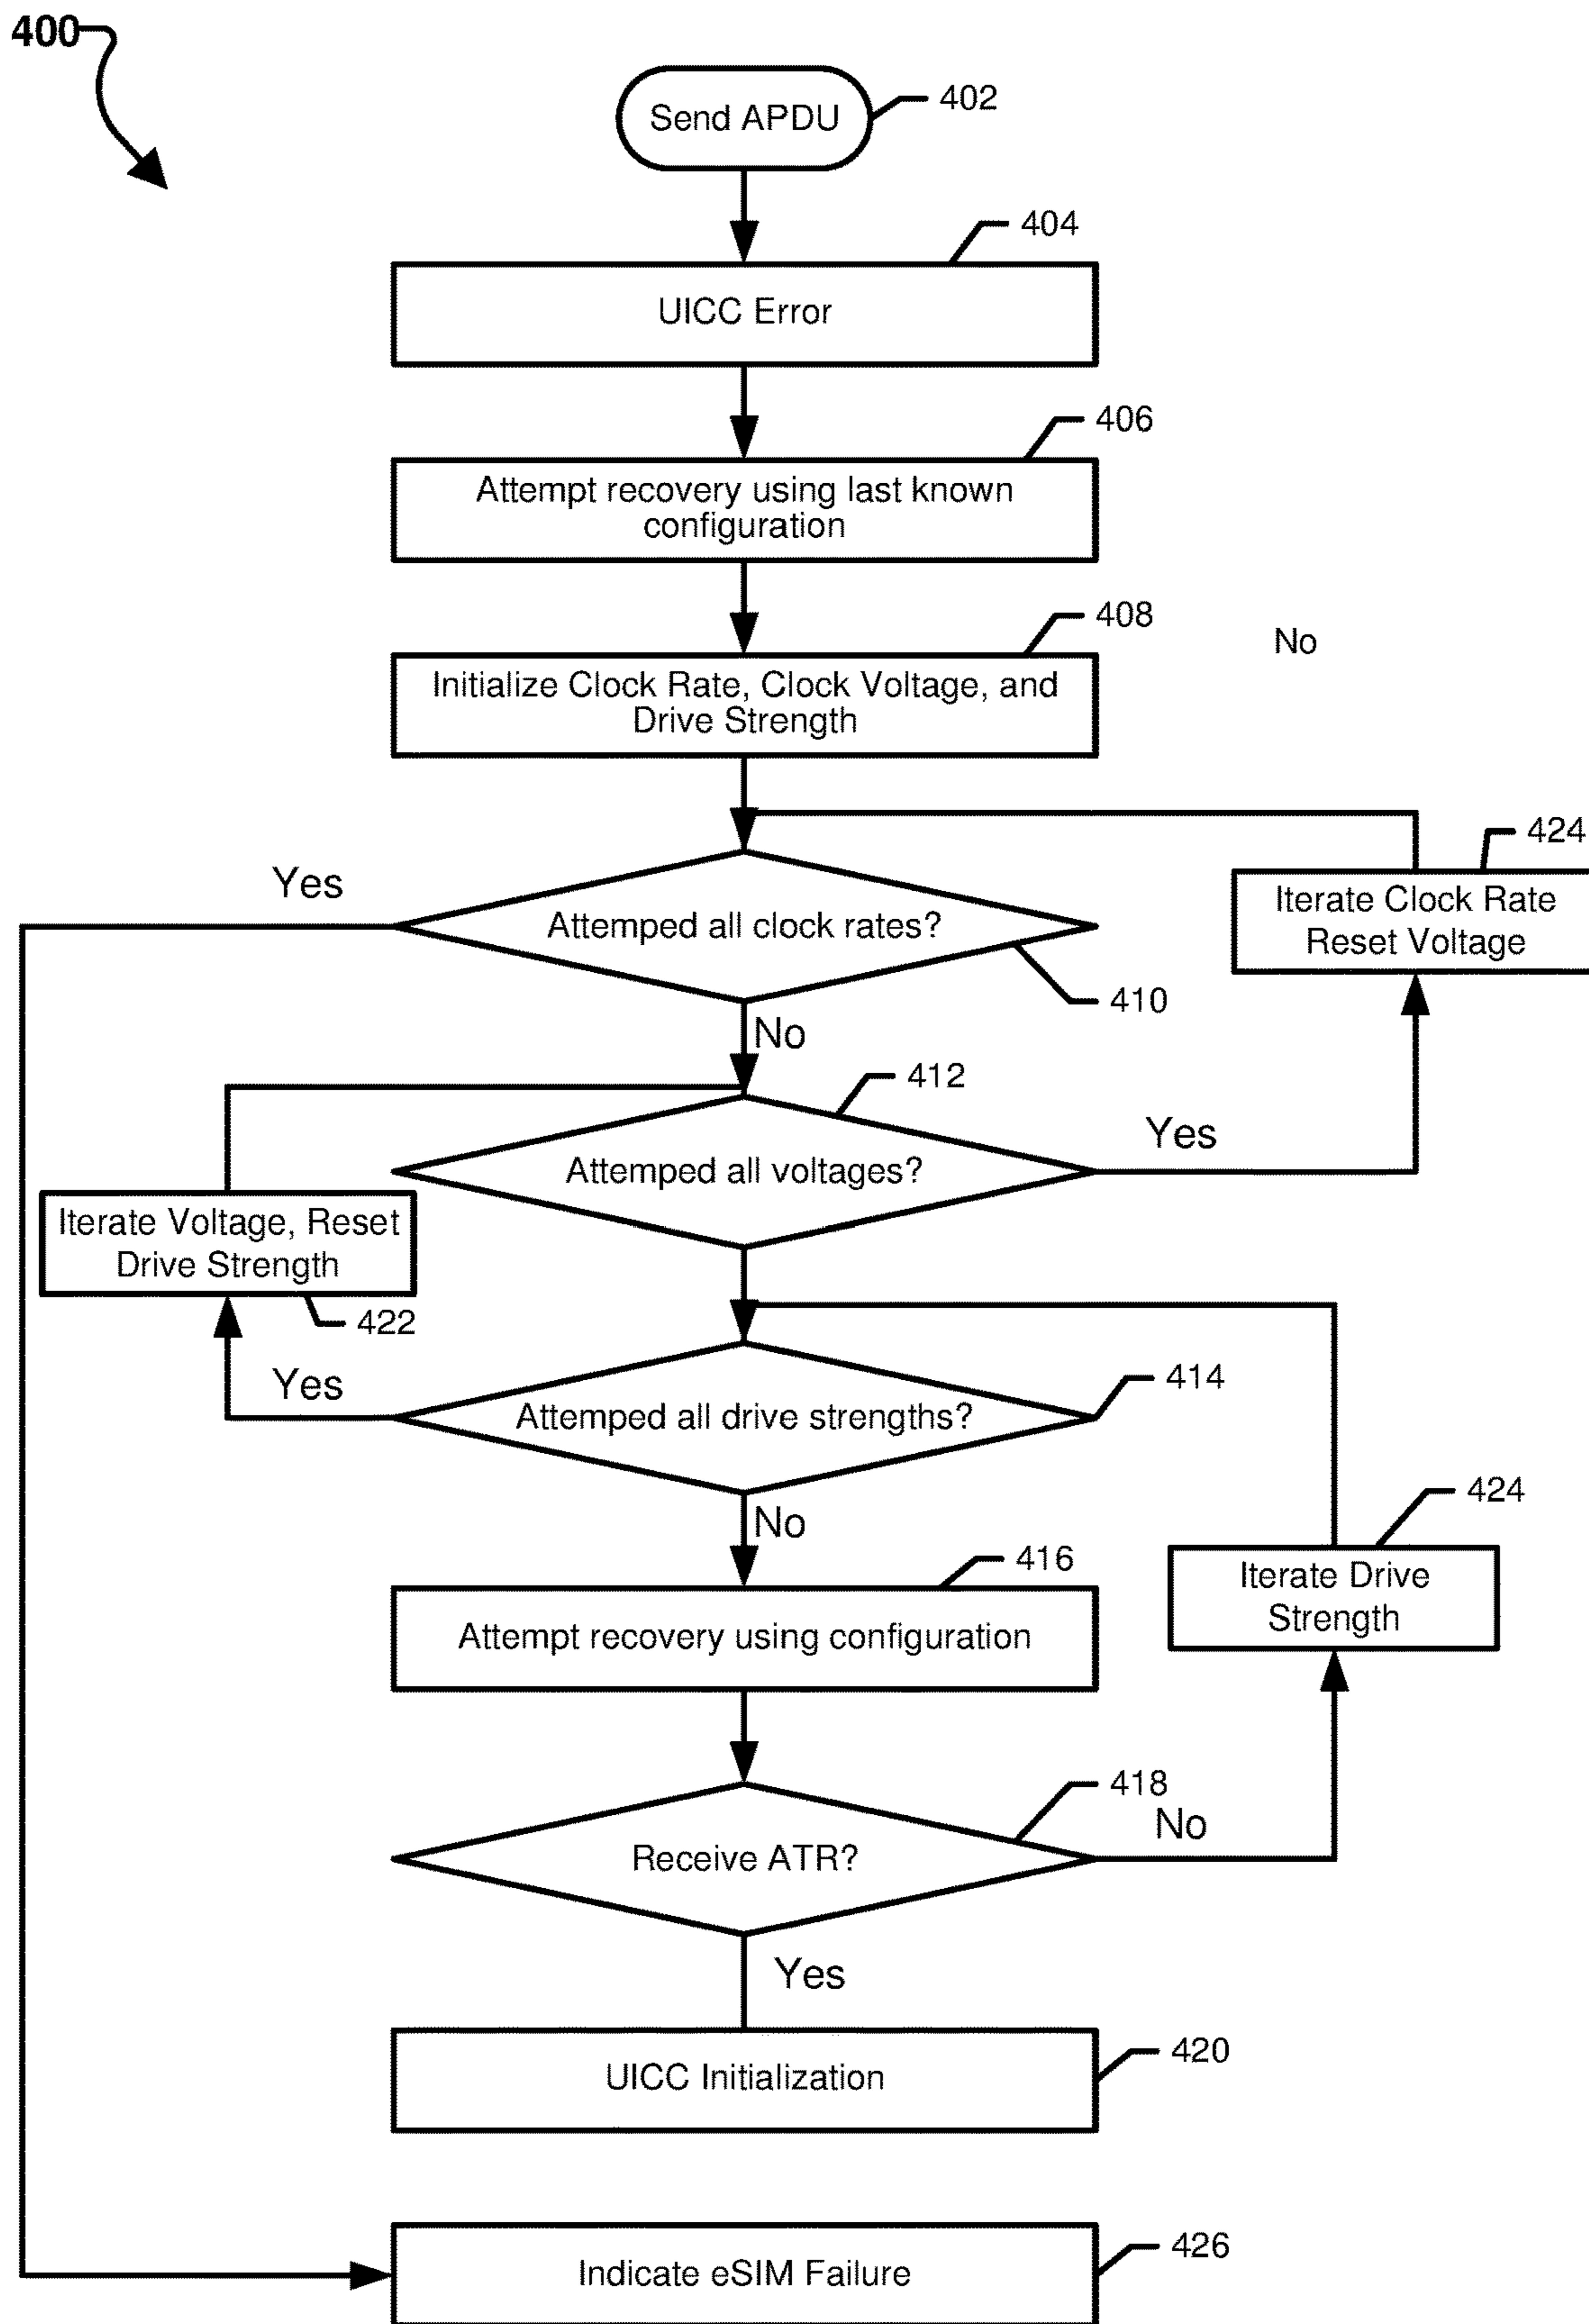 400
Send APDU
402
404
UICC Error
406
Attempt recovery using last known
configuration
408
No
Initialize Clock Rate, Clock Voltage, and
Drive Strength
424
Yes
Iterate Clock Rate
Reset Voltage
Attemped all clock rates?
410
No
412
Yes
Attemped all voltages?
Iterate Voltage, Reset
Drive Strength
422
Yes
414
Attemped all drive strengths?
424
No
416
Iterate Drive
Strength
Attempt recovery using configuration
418
No
Receive ATR?
Yes
420
UICC Initialization
426
Indicate eSIM Failure